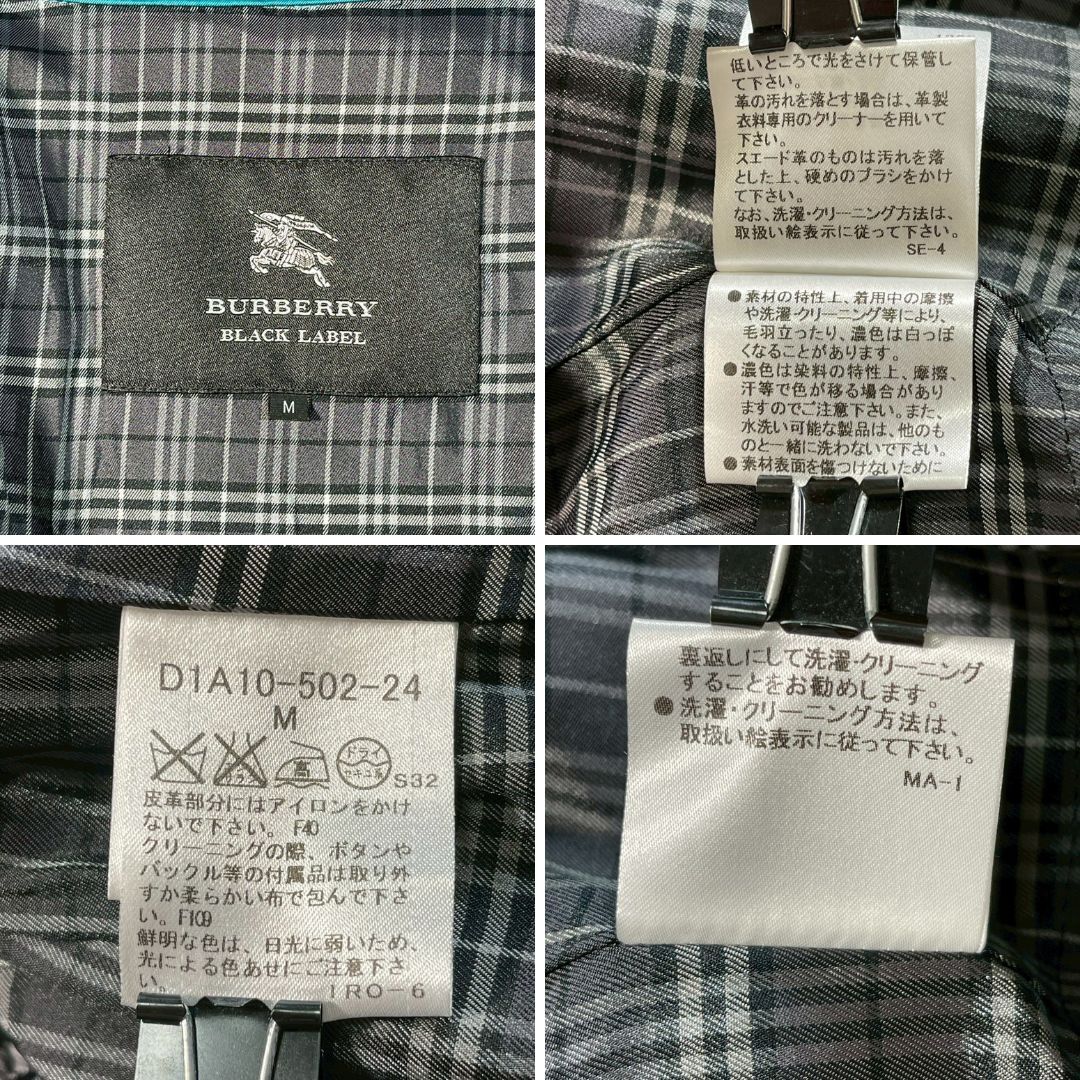 BURBERRY
BLACK LABEL
M
低いところで光をさけて保管し
て下さい。
革の汚れを落とす場合は、革製
衣料専用のクリーナーを用いて
下さい。
スエード革のものは汚れを落
とした上、硬めのブラシをかけ
て下さい。
なお、洗濯・クリーニング方法は、
取扱い絵表示に従って下さい。
SE-4
●素材の特性上、着用中の摩擦
や洗濯・クリーニング等により、
毛羽立ったり、濃色は白っぽ
くなることがあります。
●濃色は染料の特性上、摩擦、
汗等で色が移る場合があり
ますのでご注意下さい。また、
水洗い可能な製品は、他のも
のと一緒に洗わないで下さい。
●素材表面を傷つけないために
D1A10-502-24
M
高
ドライ
セキユ系
S32
皮革部分にはアイロンをかけ
ないで下さい。 F40
クリーニングの際、ボタンや
バックル等の付属品は取り外
すか柔らかい布で包んで下さ
い。F109
鮮明な色は、日光に弱いため、
光による色あせにご注意下さ
い。
IRO-6
裏返しにして洗濯・クリーニング
することをお勧めします。
●洗濯・クリーニング方法は、
取扱い絵表示に従って下さい。
MA-1